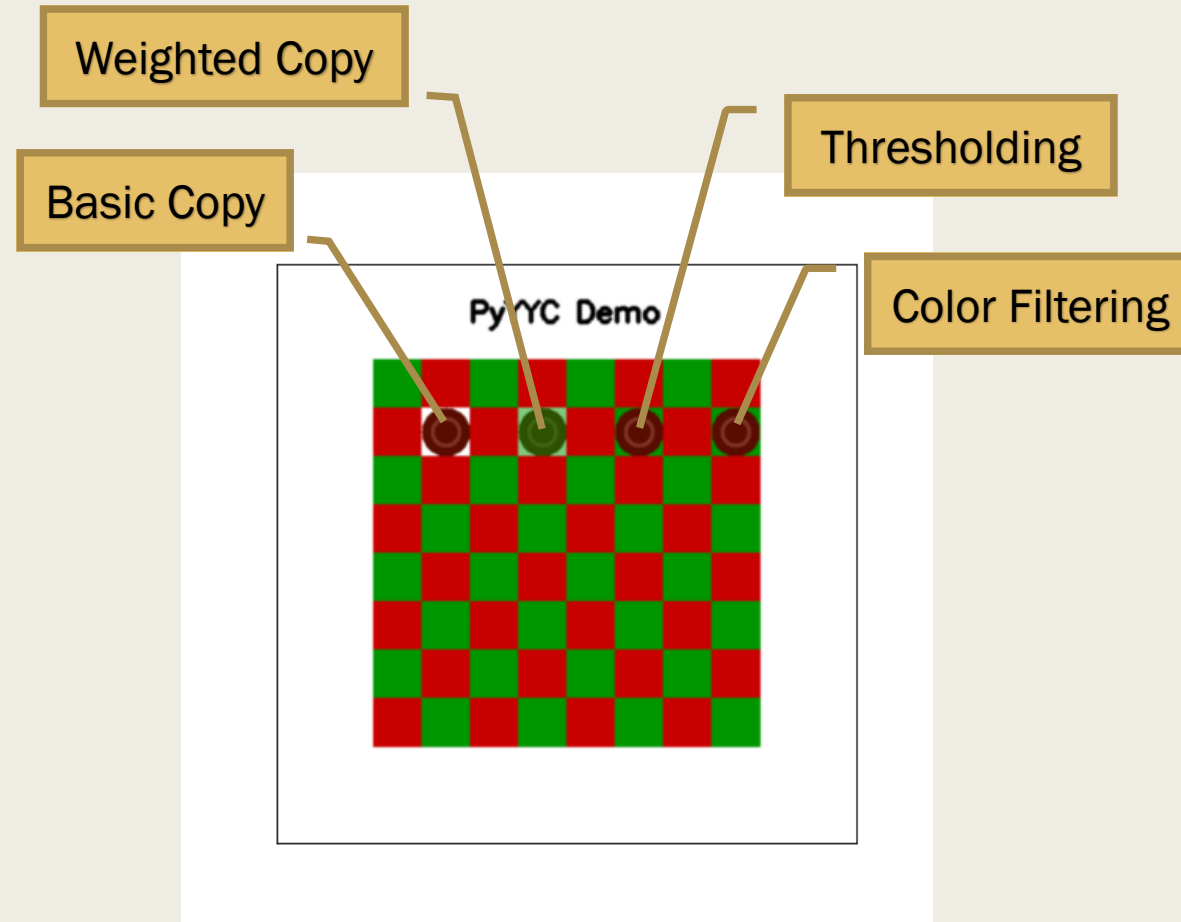 Weighted Copy
Thresholding
Basic Copy
Color Filtering
PyYYC Demo